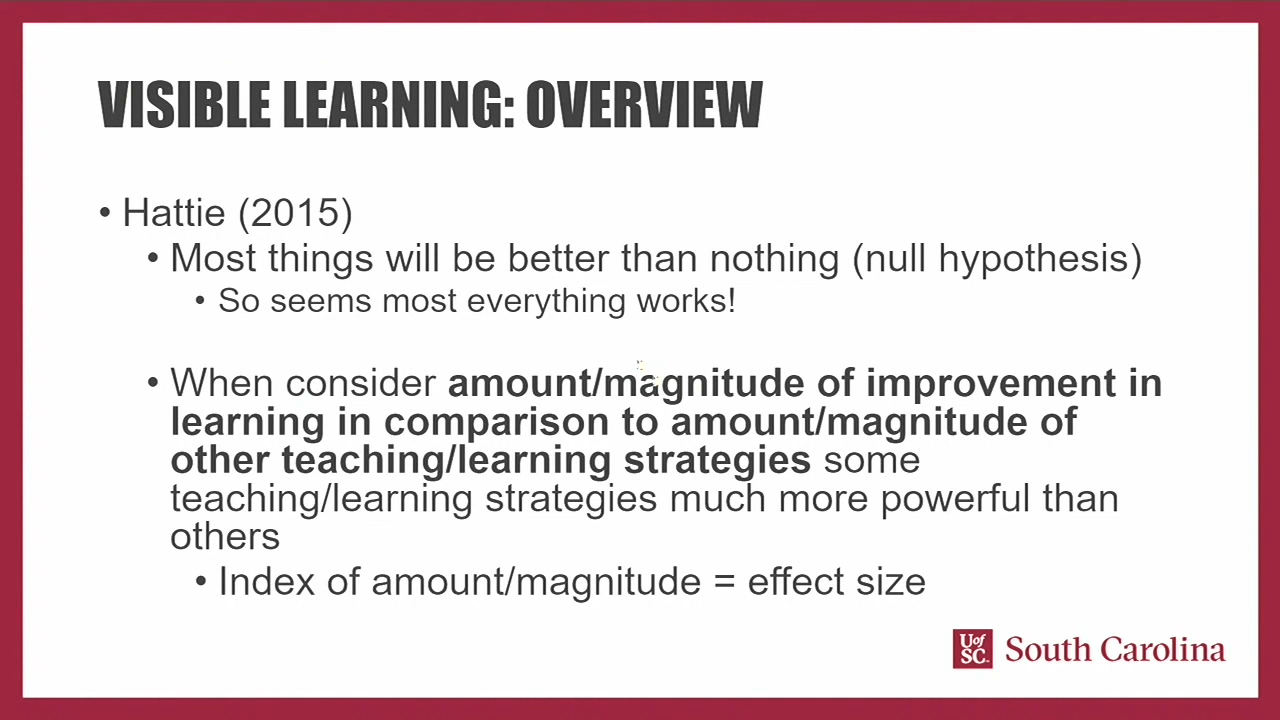 VISIBLE LEARNING: OVERVIEW
• Hattie (2015)
• Most things will be better than nothing (null hypothesis)
• So seems most everything works!
• When consider amount/magnitude of improvement in
learning in comparison to amount/magnitude of
other teaching/learning strategies some
teaching/learning strategies much more powerful than
others
• Index of amount/magnitude = effect size
UofSC. South Carolina